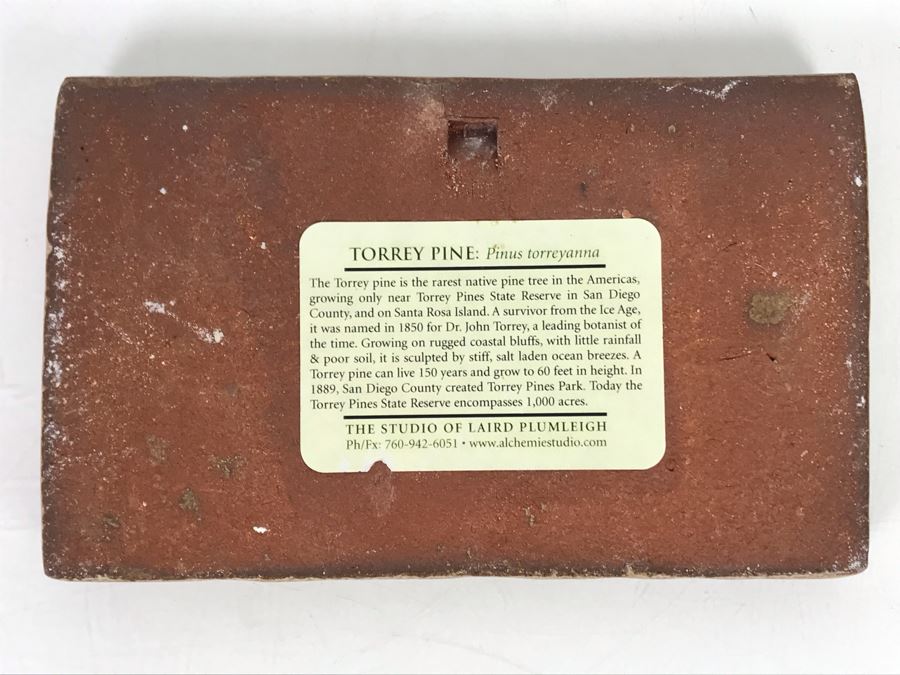 TORREY PINE: Pinus torreyanna
The Torrey pine is the rarest native pine tree in the Americas,
growing only near Torrey Pines State Reserve in San Diego
County, and on Santa Rosa Island. A survivor from the Ice Age,
it was named in 1850 for Dr. John Torrey, a leading botanist of
the time. Growing on rugged coastal bluffs, with little rainfall
& poor soil, it is sculpted by stiff, salt laden ocean breezes. A
Torrey pine can live 150 years and grow to 60 feet in height. In
1889, San Diego County created Torrey Pines Park. Today the
Torrey Pines State Reserve encompasses 1,000 acres.
THE STUDIO OF LAIRD PLUMLEIGH
Ph/Fx: 760-942-6051 • www.alchemiestudio.com